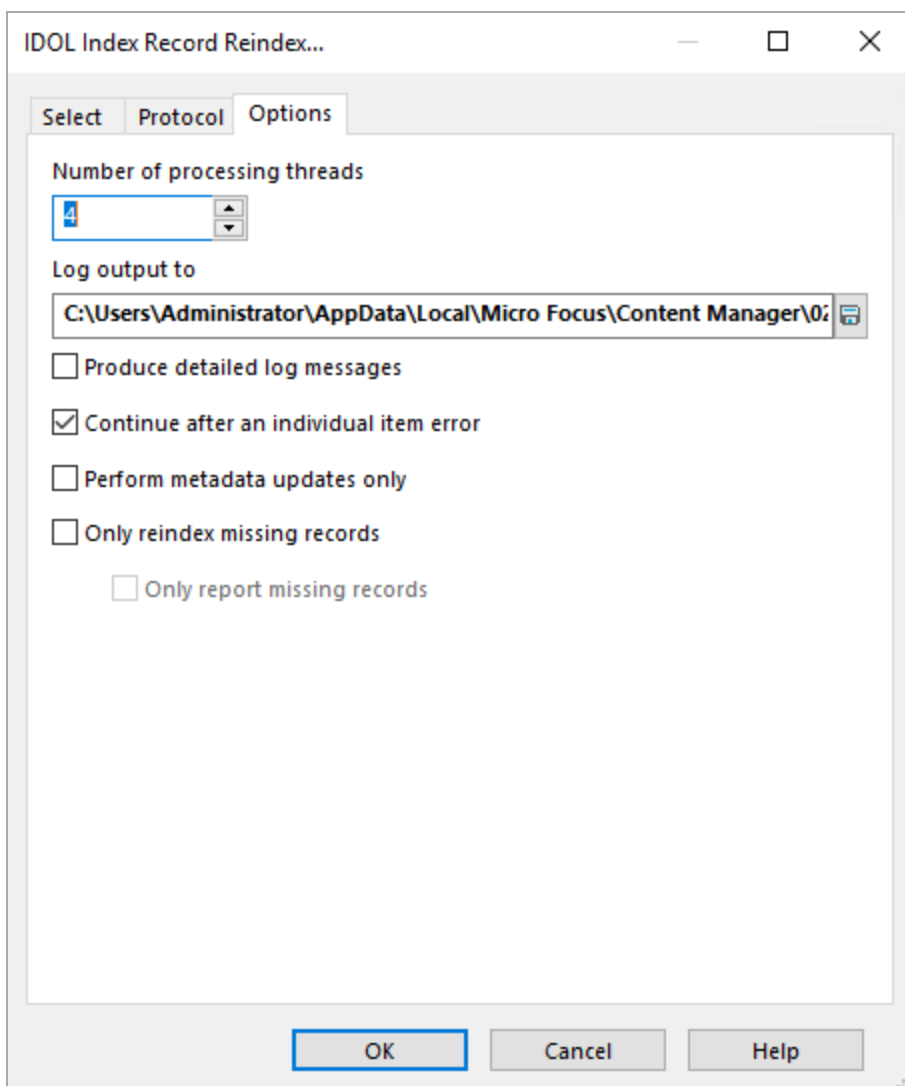 IDOL Index Record Reindex...
Select Protocol Options
Number of processing threads
4
Log output to
C:\Users\Administrator\AppData\Local\Micro Focus\Content Manager\02
Produce detailed log messages
Continue after an individual item error
Perform metadata updates only
Only reindex missing records
Only report missing records
OK Cancel Help